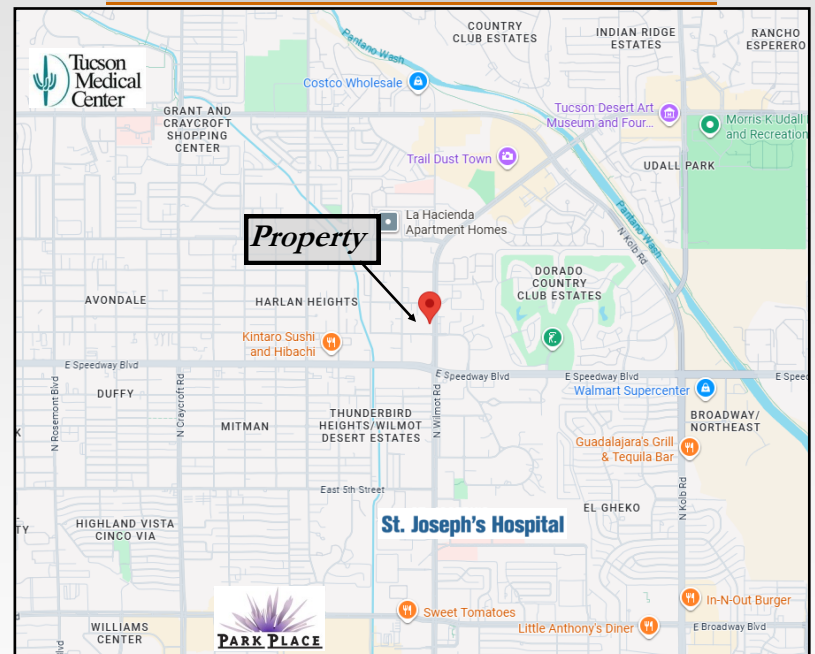 COUNTRY
CLUB ESTATES
INDIAN RIDGE
ESTATES
RANCHO
ESPERERO
Pantano Wash
Tucson
Medical
Center
Costco Wholesale
GRANT AND
CRAYCROFT
SHOPPING
CENTER
Tucson Desert Art
Museum and Four...
Morris K Udall
and Recreation
Trail Dust Town
UDALL PARK
La Hacienda
Apartment Homes
Property
Pantano Wash
N Kolb Rd
DORADO
COUNTRY
CLUB ESTATES
AVONDALE
HARLAN HEIGHTS
Kintaro Sushi
and Hibachi
E Speedway Blvd
E Speedway Blvd
E Speedway Blvd
E Speed
Walmart Supercenter
DUFFY
N Rosemont Blvd
N Craycroft Rd
N Wilmot Rd
MITMAN
THUNDERBIRD
HEIGHTS/WILMOT
DESERT ESTATES
BROADWAY/
NORTHEAST
Guadalajara's Grill
& Tequila Bar
East 5th Street
N Kolb Rd
EL GHEKO
St. Joseph's Hospital
HIGHLAND VISTA
CINCO VIA
In-N-Out Burger
Sweet Tomatoes
PARK PLACE
WILLIAMS
CENTER
Little Anthony's Diner
E Broadway Blvd